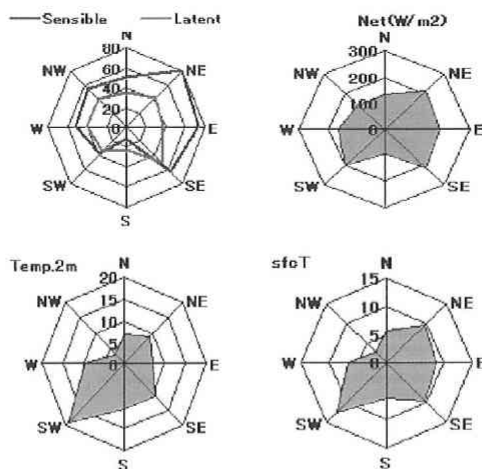 Sensible Latent
N
80
60
40
20
0
NW NE
W E
SW SE
S
Net(W/m2)
N
300
200
100
0
NE
E
SE
Temp.2m
N
20
15
10
5
0
NW NE
W E
SW SE
S
sfcT
N
15
10
5
0
NW NE
W E
SW SE
S